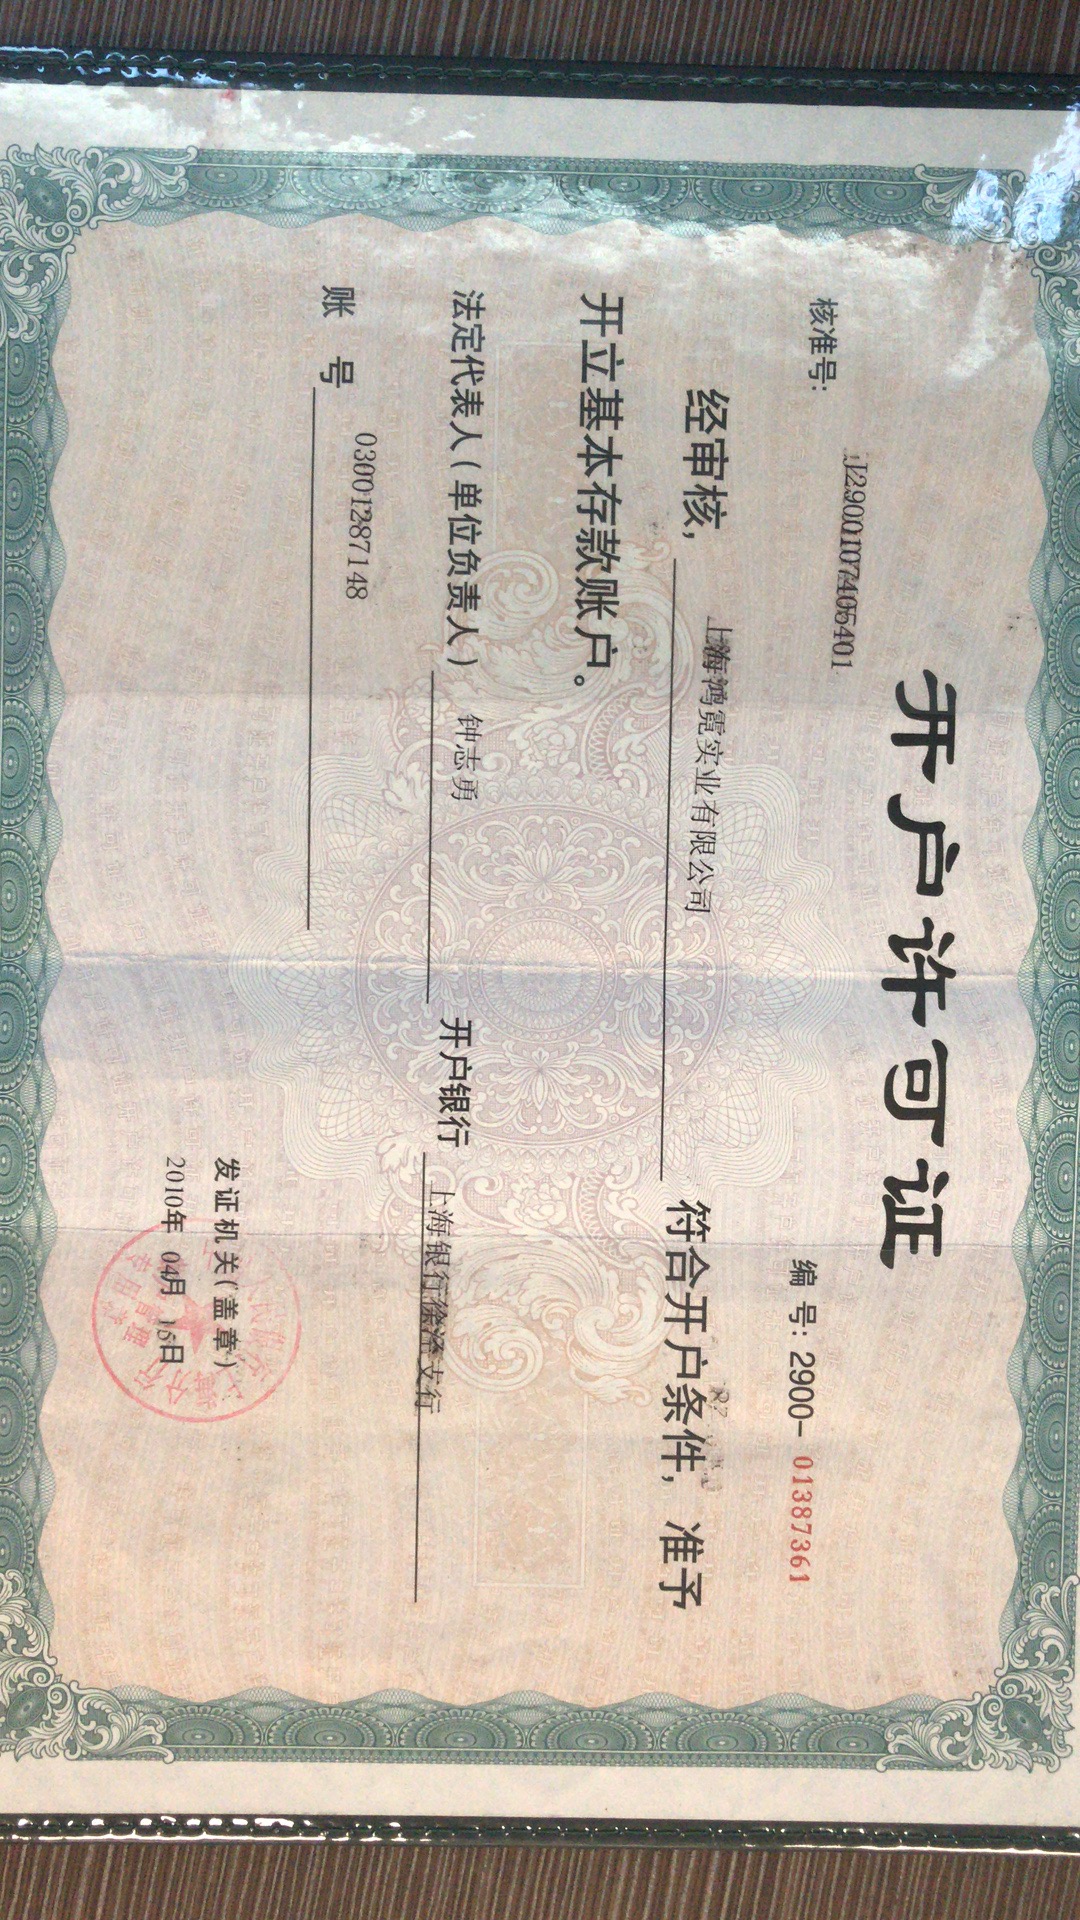 开户许可证
核准号: J2900107405401
编号: 2900-01387361
经审核, 上海鸿霓实业有限公司 符合开户条件, 准予
开立基本存款账户。
法定代表人(单位负责人) 钟志勇 开户银行 上海银行徐泾支行
账 号 03001287148
发证机关(盖章)
2010年 04月 15日